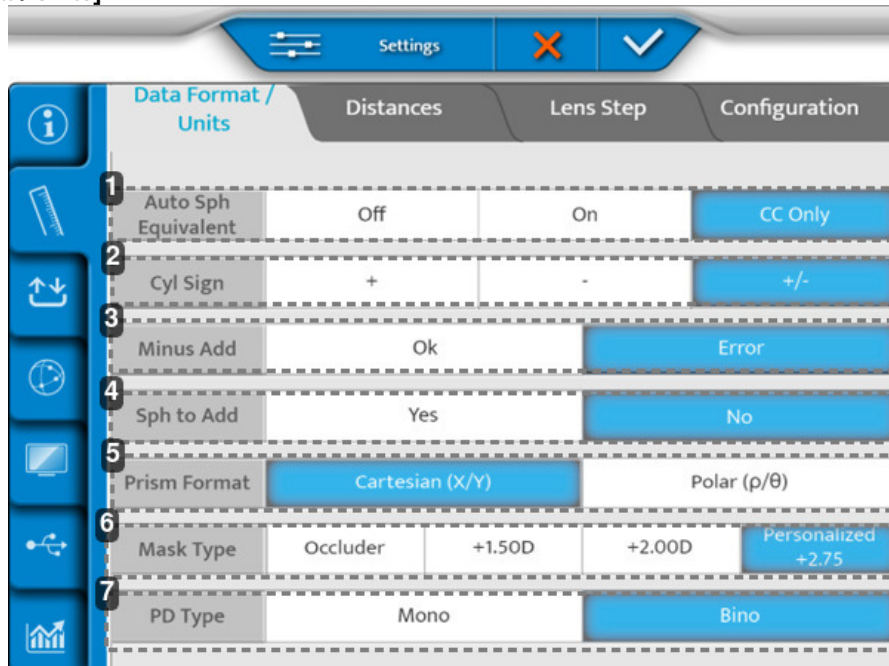 Settings
Data Format /
Units
Distances
Lens Step
Configuration
1
Auto Sph
Equivalent
Off
On
CC Only
2
Cyl Sign
+
-
+/-
3
Minus Add
Ok
Error
4
Sph to Add
Yes
No
5
Prism Format
Cartesian (X/Y)
Polar (ρ/θ)
6
Mask Type
Occluder
+1.50D
+2.00D
Personalized
+2.75
7
PD Type
Mono
Bino